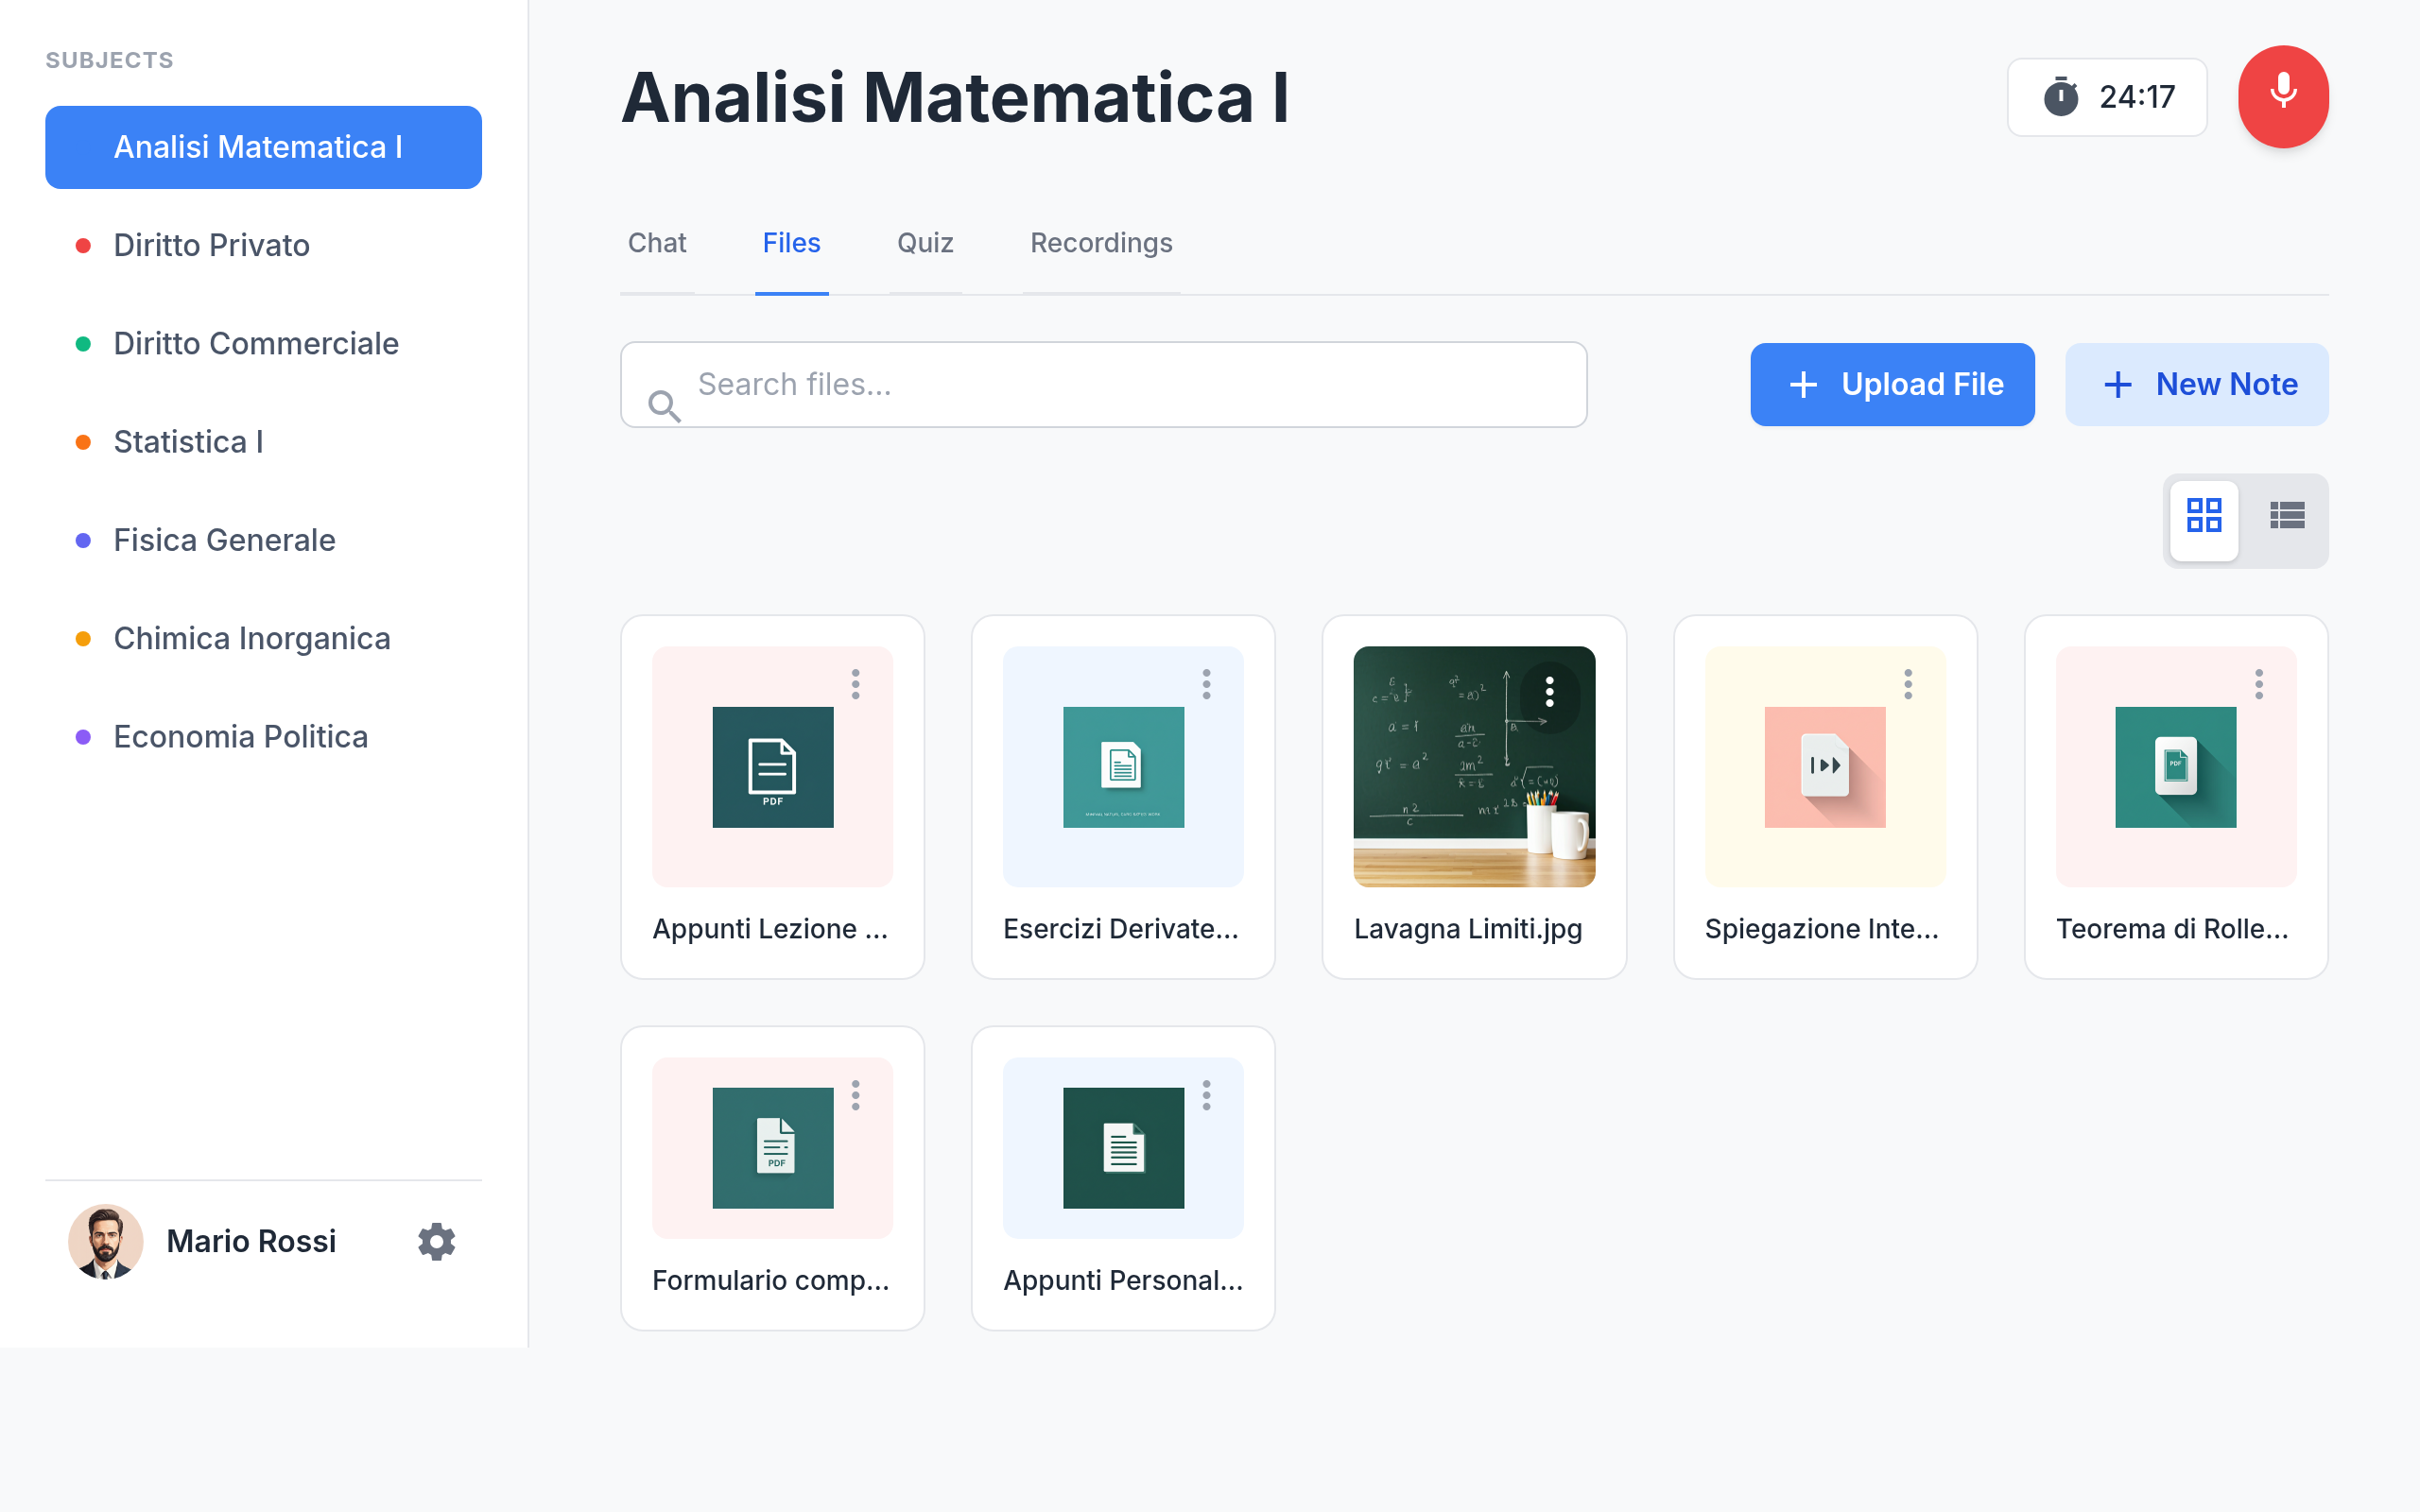 SUBJECTS
Analisi Matematica I
Diritto Privato
Diritto Commerciale
Statistica I
Fisica Generale
Chimica Inorganica
Economia Politica
Mario Rossi
Analisi Matematica I
24:17
Chat
Files
Quiz
Recordings
Search files...
Upload File
New Note
PDF
a = 1
PDF
Appunti Lezione ...
Esercizi Derivate...
Lavagna Limiti.jpg
Spiegazione Inte...
Teorema di Rolle...
PDF
Formulario comp...
Appunti Personal...